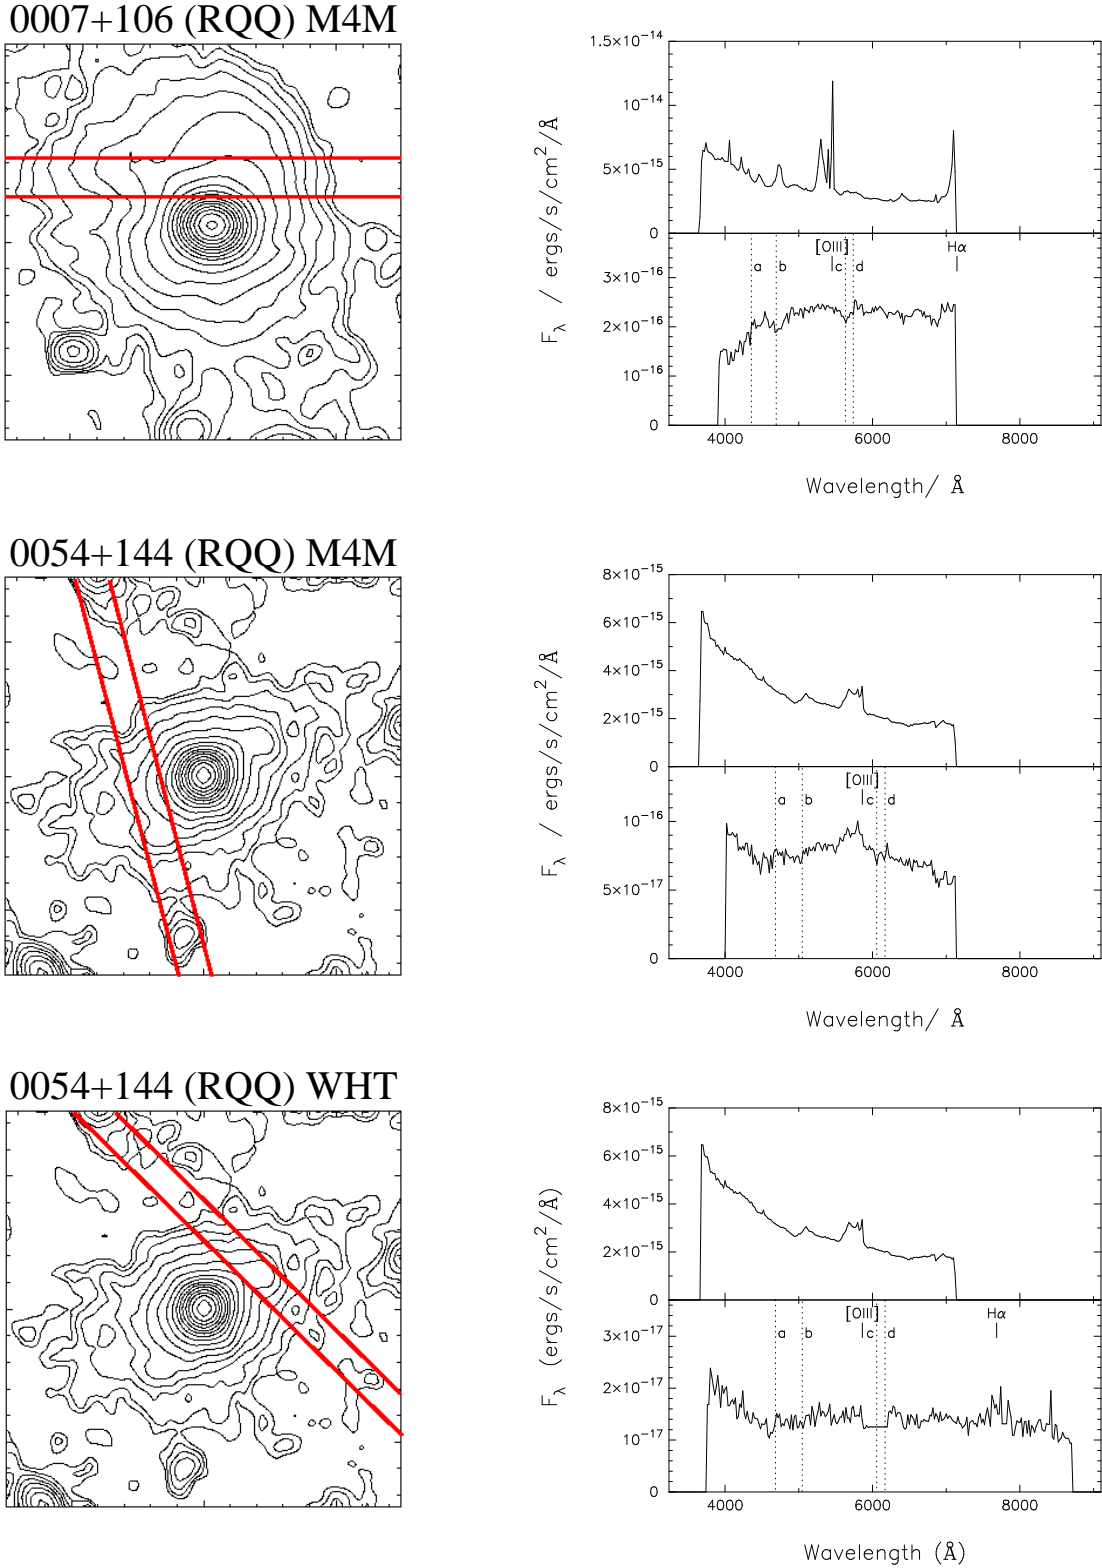 0007+106 (RQQ) M4M
1.5×10⁻¹⁴
10⁻¹⁴
5×10⁻¹⁵
0
[OIII] Hα
a b c d
3×10⁻¹⁶
2×10⁻¹⁶
10⁻¹⁶
0
F_λ / ergs/s/cm²/Å
4000 6000 8000
Wavelength/ Å
0054+144 (RQQ) M4M
8×10⁻¹⁵
6×10⁻¹⁵
4×10⁻¹⁵
2×10⁻¹⁵
0
[OIII]
a b c d
10⁻¹⁶
5×10⁻¹⁷
0
F_λ / ergs/s/cm²/Å
4000 6000 8000
Wavelength/ Å
0054+144 (RQQ) WHT
8×10⁻¹⁵
6×10⁻¹⁵
4×10⁻¹⁵
2×10⁻¹⁵
0
[OIII] Hα
a b c d
3×10⁻¹⁷
2×10⁻¹⁷
10⁻¹⁷
0
F_λ (ergs/s/cm²/Å)
4000 6000 8000
Wavelength (Å)